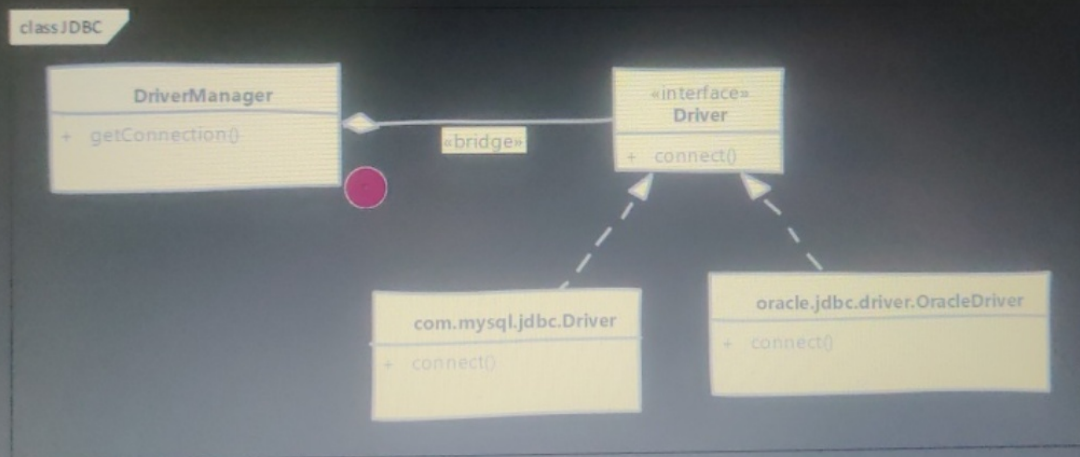 class JDBC
DriverManager
+ getConnection()
«bridge»
«interface»
Driver
+ connect()
com.mysql.jdbc.Driver
+ connect()
oracle.jdbc.driver.OracleDriver
+ connect()